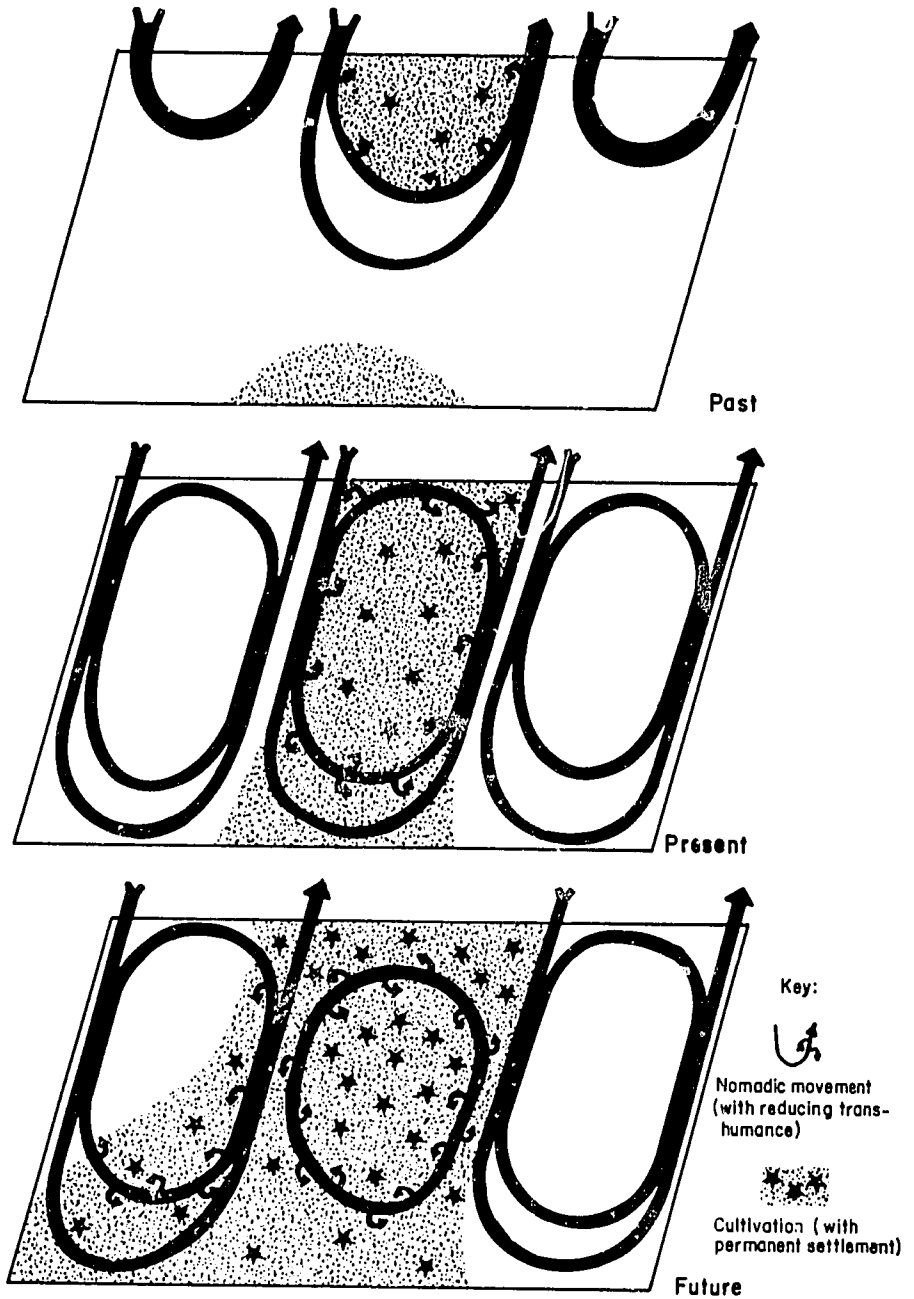 Past
Present
Future
Key:
Nomadic movement
(with reducing trans-
humance)
Cultivation (with
permanent settlement)